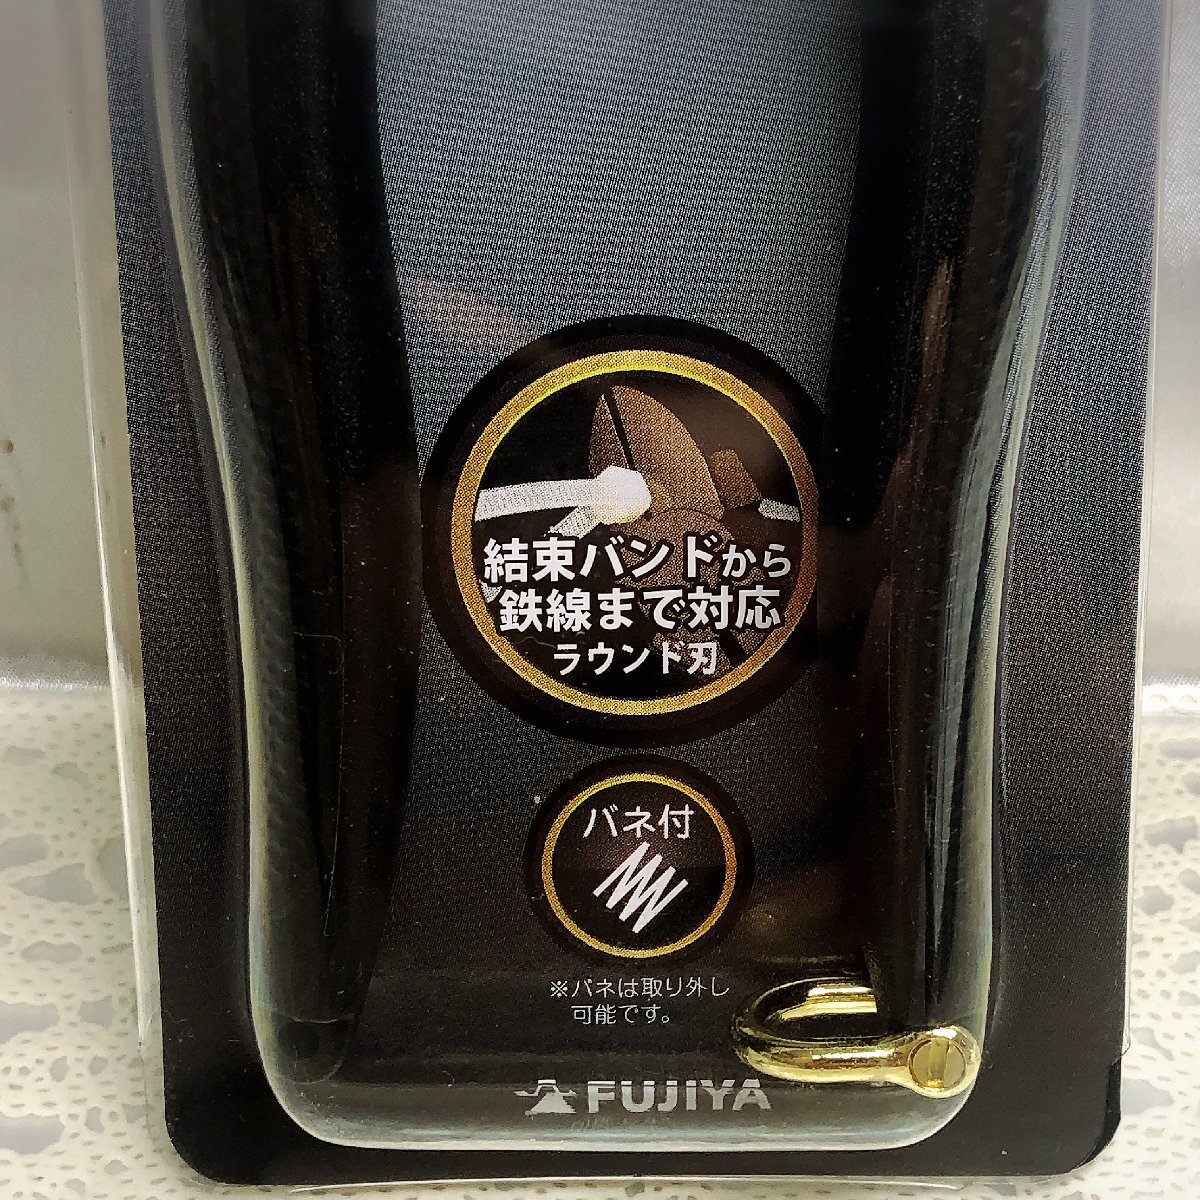 結束バンドから
鉄線まで対応
ラウンド刃
バネ付
※バネは取り外し
可能です。
FUJIYA